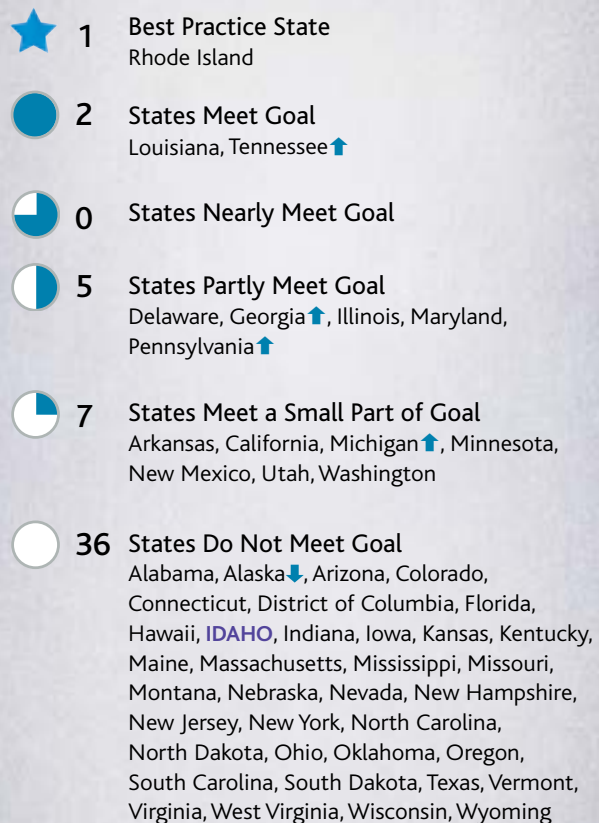 1 Best Practice State
Rhode Island
2 States Meet Goal
Louisiana, Tennessee⬆
0 States Nearly Meet Goal
5 States Partly Meet Goal
Delaware, Georgia⬆, Illinois, Maryland,
Pennsylvania⬆
7 States Meet a Small Part of Goal
Arkansas, California, Michigan⬆, Minnesota,
New Mexico, Utah, Washington
36 States Do Not Meet Goal
Alabama, Alaska⬇, Arizona, Colorado,
Connecticut, District of Columbia, Florida,
Hawaii, IDAHO, Indiana, Iowa, Kansas, Kentucky,
Maine, Massachusetts, Mississippi, Missouri,
Montana, Nebraska, Nevada, New Hampshire,
New Jersey, New York, North Carolina,
North Dakota, Ohio, Oklahoma, Oregon,
South Carolina, South Dakota, Texas, Vermont,
Virginia, West Virginia, Wisconsin, Wyoming